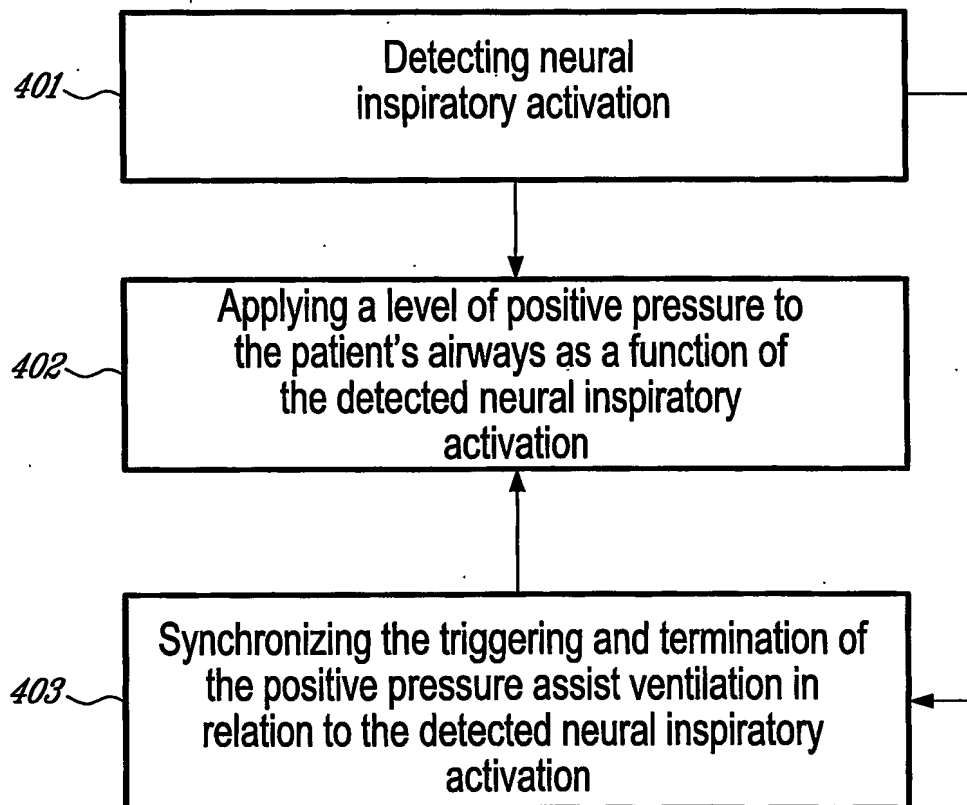 401
Detecting neural
inspiratory activation
402
Applying a level of positive pressure to
the patient's airways as a function of
the detected neural inspiratory
activation
403
Synchronizing the triggering and termination of
the positive pressure assist ventilation in
relation to the detected neural inspiratory
activation